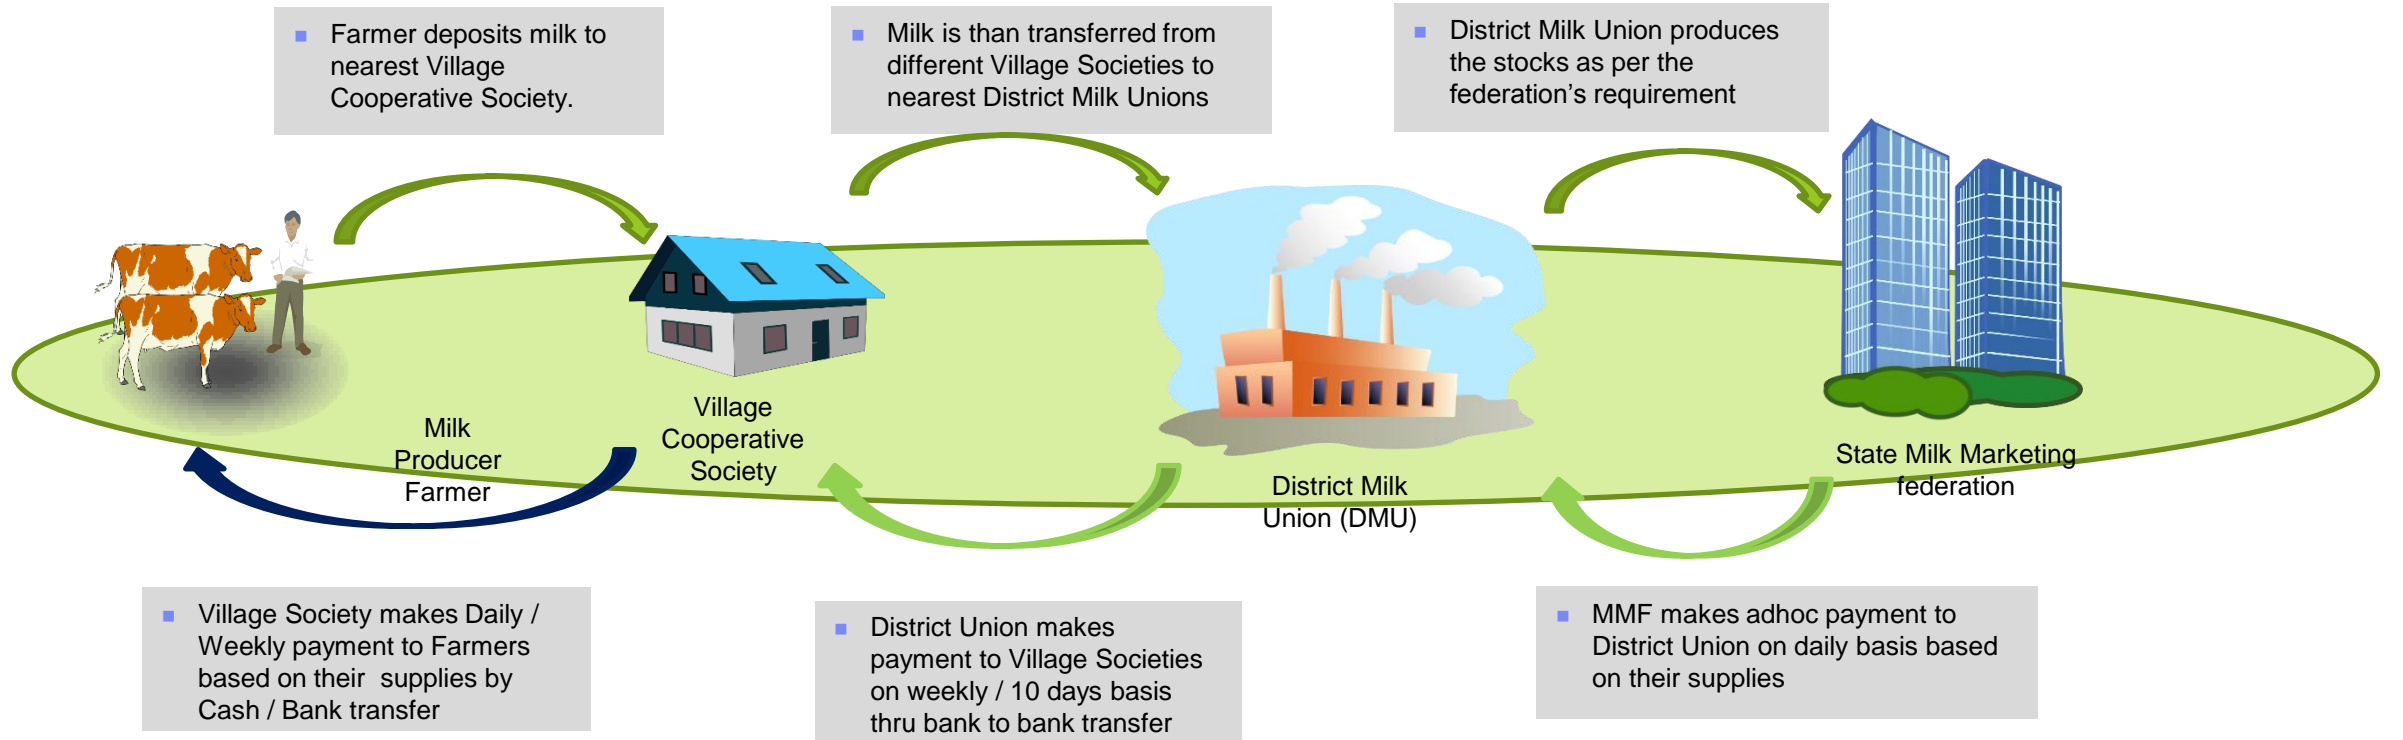 Farmer deposits milk to
nearest Village
Cooperative Society.
Milk is than transferred from
different Village Societies to
nearest District Milk Unions
District Milk Union produces
the stocks as per the
federation’s requirement
Milk
Producer
Farmer
Village
Cooperative
Society
District Milk
Union (DMU)
State Milk Marketing
federation
Village Society makes Daily /
Weekly payment to Farmers
based on their supplies by
Cash / Bank transfer
District Union makes
payment to Village Societies
on weekly / 10 days basis
thru bank to bank transfer
MMF makes adhoc payment to
District Union on daily basis based
on their supplies